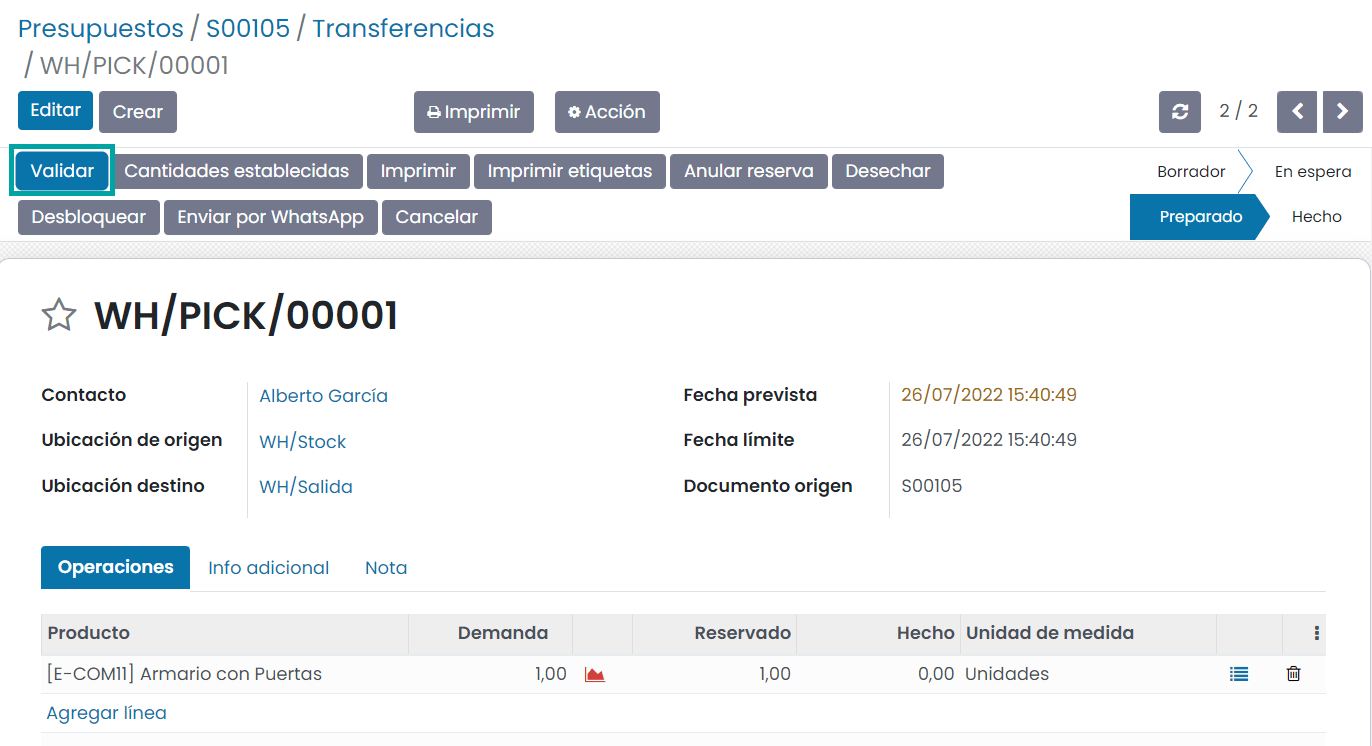 Presupuestos / S00105 / Transferencias
/ WH/PICK/00001
Editar Crear Imprimir Acción 2 / 2
Validar Cantidades establecidas Imprimir Imprimir etiquetas Anular reserva Desechar Borrador En espera
Desbloquear Enviar por WhatsApp Cancelar Preparado Hecho
WH/PICK/00001
Contacto Alberto García Fecha prevista 26/07/2022 15:40:49
Ubicación de origen WH/Stock Fecha límite 26/07/2022 15:40:49
Ubicación destino WH/Salida Documento origen S00105
Operaciones Info adicional Nota
Producto Demanda Reservado Hecho Unidad de medida
[E-COM11] Armario con Puertas 1,00 1,00 0,00 Unidades
Agregar línea